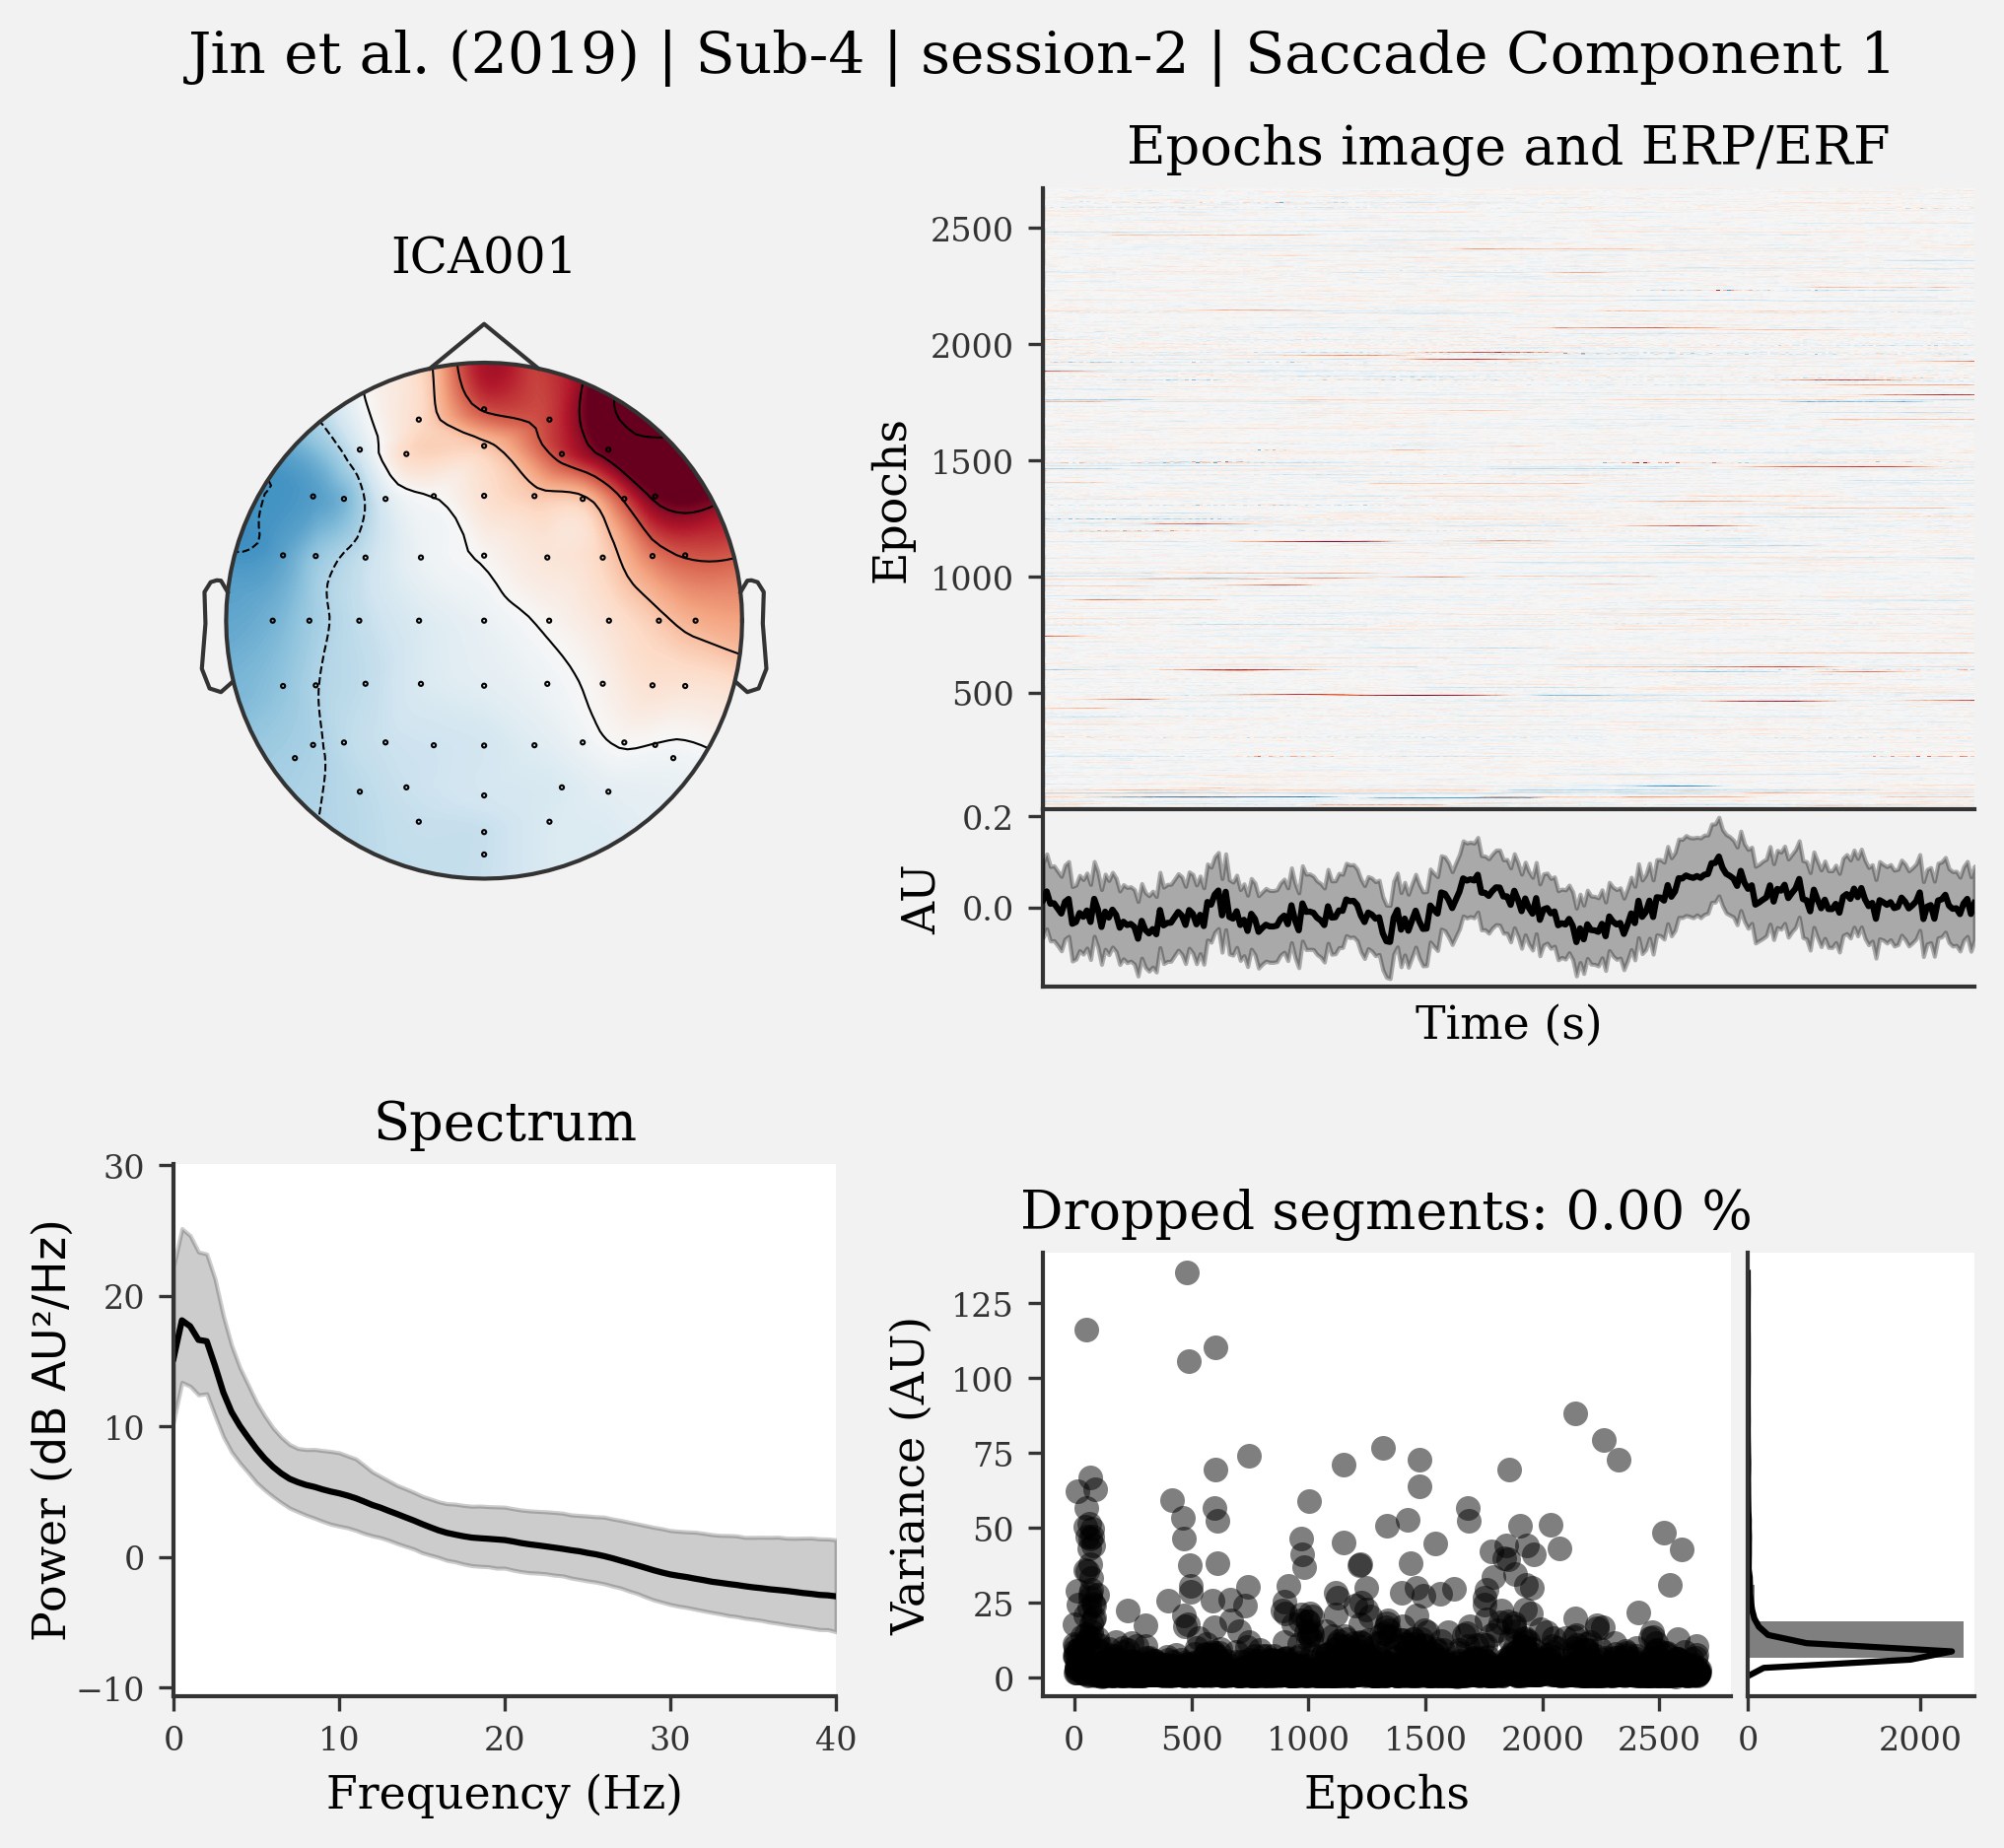 Jin et al. (2019) | Sub-4 | session-2 | Saccade Component 1
ICA001
Epochs image and ERP/ERF
Epochs
2500
2000
1500
1000
500
AU
0.2
0.0
Time (s)
Spectrum
Power (dB AU²/Hz)
30
20
10
0
−10
0 10 20 30 40
Frequency (Hz)
Dropped segments: 0.00 %
Variance (AU)
125
100
75
50
25
0
0 500 1000 1500 2000 2500
Epochs
0 2000